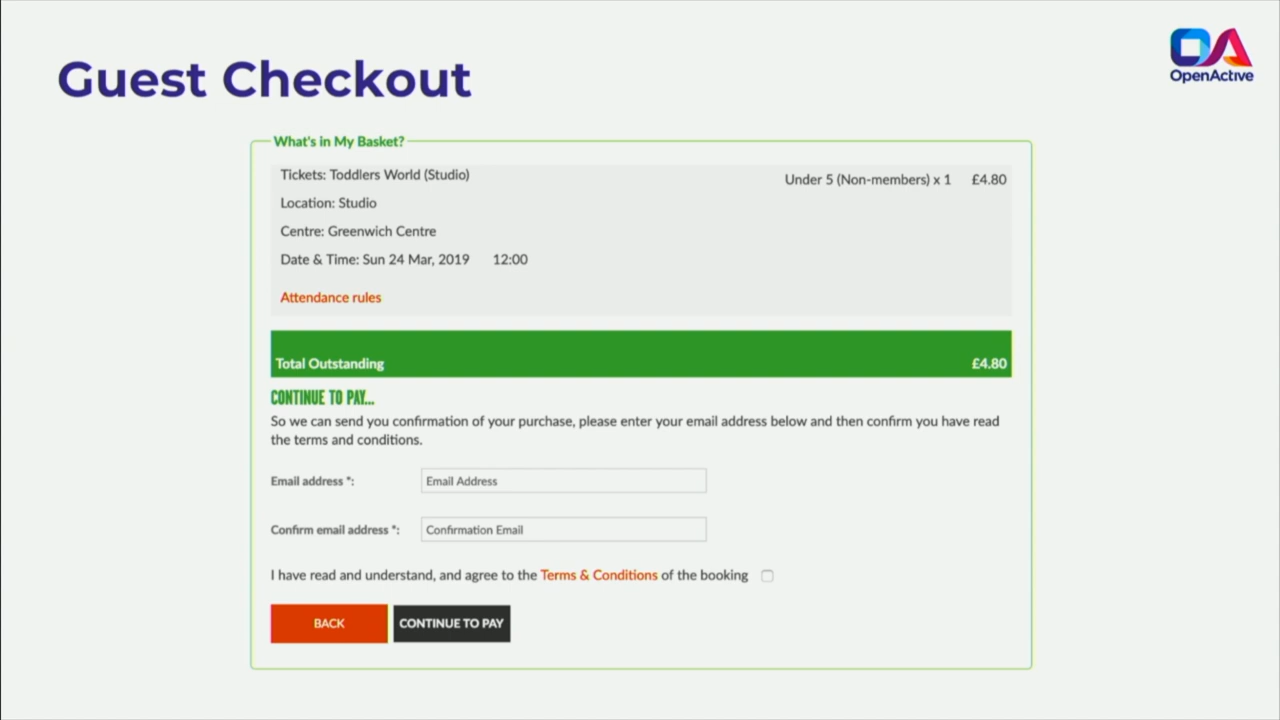 Guest Checkout
OpenActive
What's in My Basket?
Tickets: Toddlers World (Studio)
Under 5 (Non-members) x 1 £4.80
Location: Studio
Centre: Greenwich Centre
Date & Time: Sun 24 Mar, 2019 12:00
Attendance rules
Total Outstanding £4.80
CONTINUE TO PAY...
So we can send you confirmation of your purchase, please enter your email address below and then confirm you have read
the terms and conditions.
Email address *: Email Address
Confirm email address *: Confirmation Email
I have read and understand, and agree to the Terms & Conditions of the booking
BACK CONTINUE TO PAY